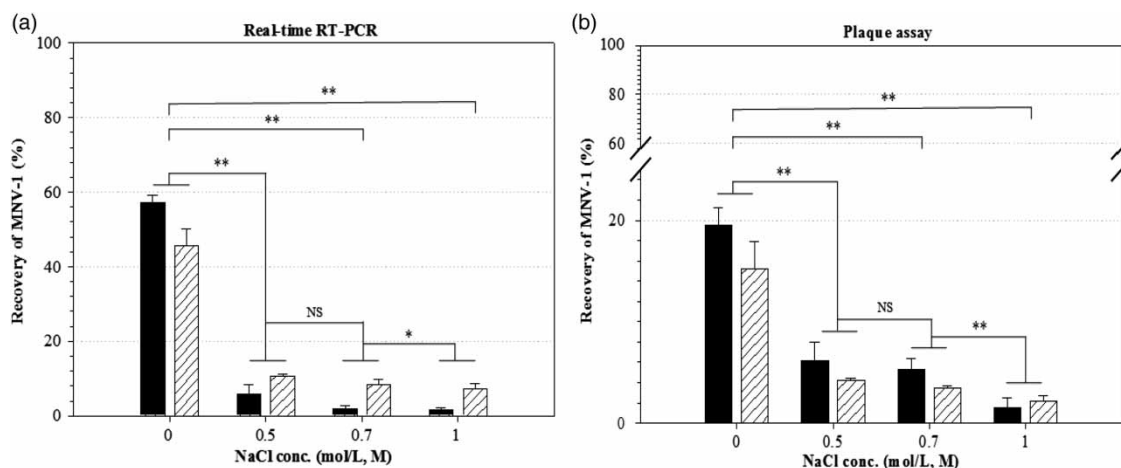 (a)
Real-time RT-PCR
Recovery of MNV-1 (%)
100
80
60
40
20
0
**
**
**
NS
*
0 0.5 0.7 1
NaCl conc. (mol/L, M)
(b)
Plaque assay
Recovery of MNV-1 (%)
100
80
60
20
0
**
**
**
NS
**
0 0.5 0.7 1
NaCl conc. (mol/L, M)